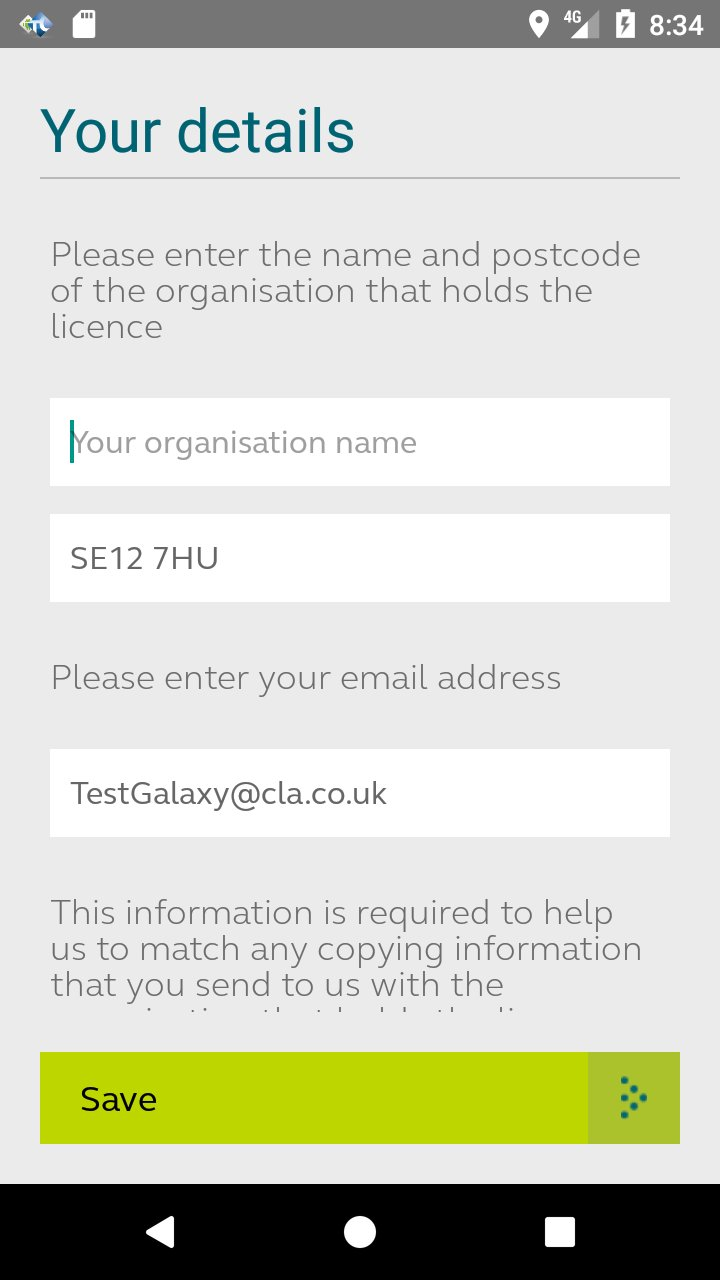 4G 8:34
Your details
Please enter the name and postcode
of the organisation that holds the
licence
Your organisation name
SE12 7HU
Please enter your email address
TestGalaxy@cla.co.uk
This information is required to help
us to match any copying information
that you send to us with the
Save